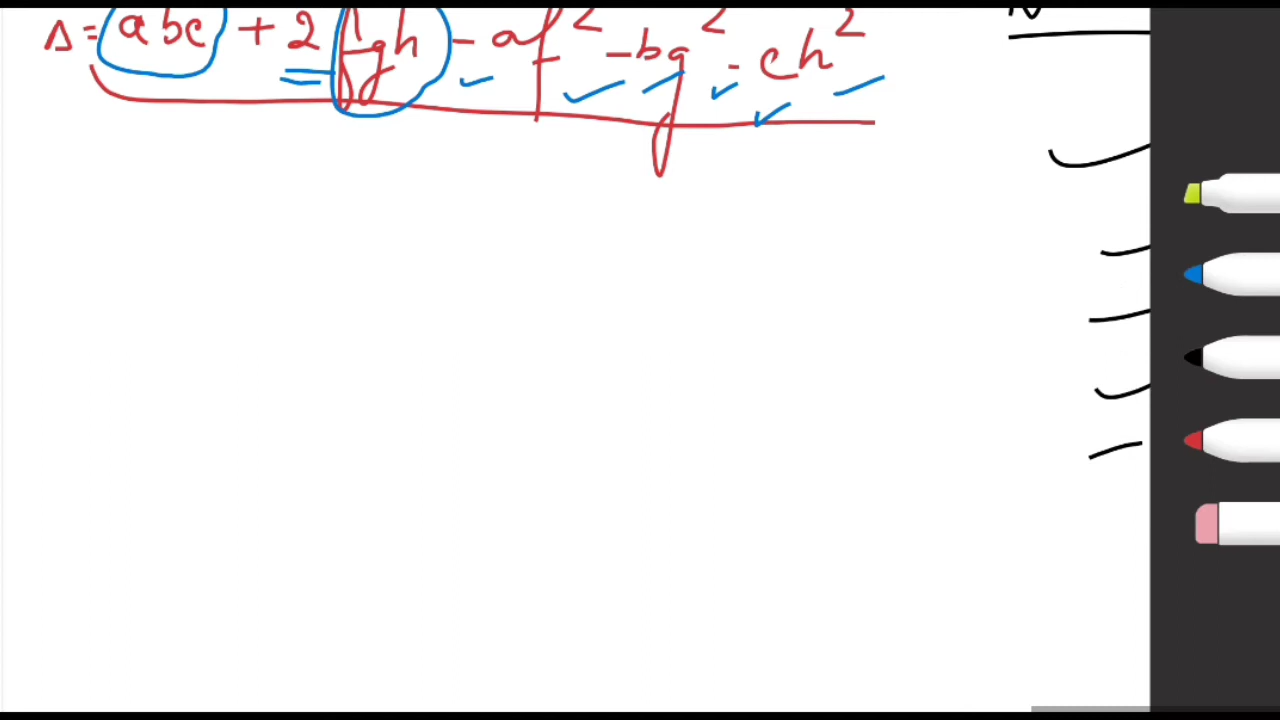 Δ = abc + 2fgh - af² - bg² - ch²